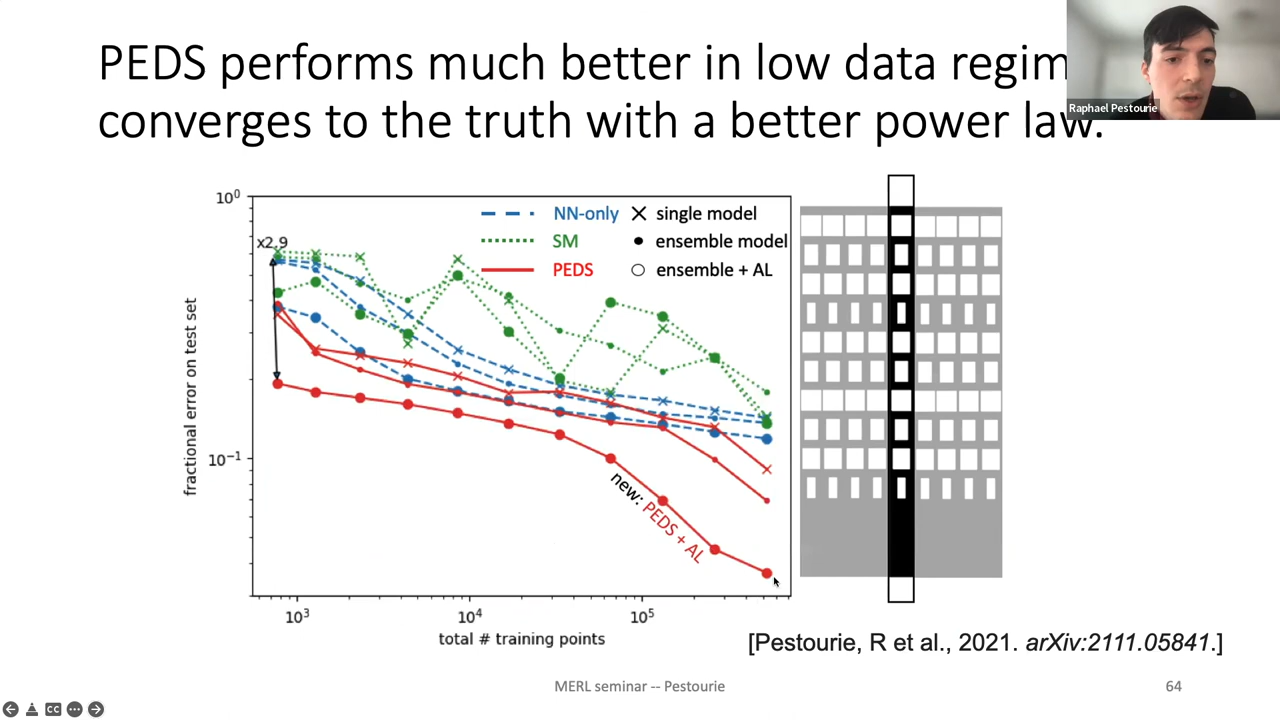 PEDS performs much better in low data regim
converges to the truth with a better power law.
Raphael Pestourie
10⁰
x2.9
NN-only
single model
SM
ensemble model
PEDS
ensemble + AL
fractional error on test set
10⁻¹
new: PEDS + AL
10³
10⁴
10⁵
total # training points
[Pestourie, R et al., 2021. arXiv:2111.05841.]
MERL seminar -- Pestourie
64
CC